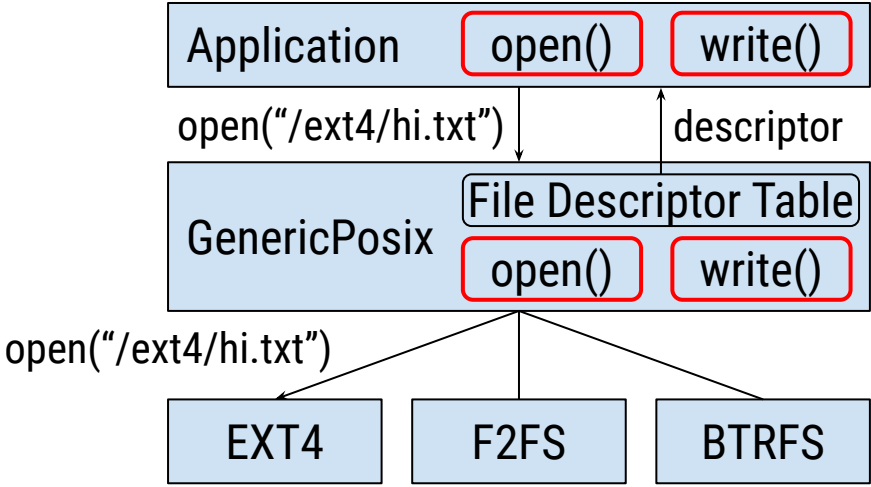 Application open() write()
open(“/ext4/hi.txt”) descriptor
File Descriptor Table
GenericPosix
open() write()
open(“/ext4/hi.txt”)
EXT4 F2FS BTRFS